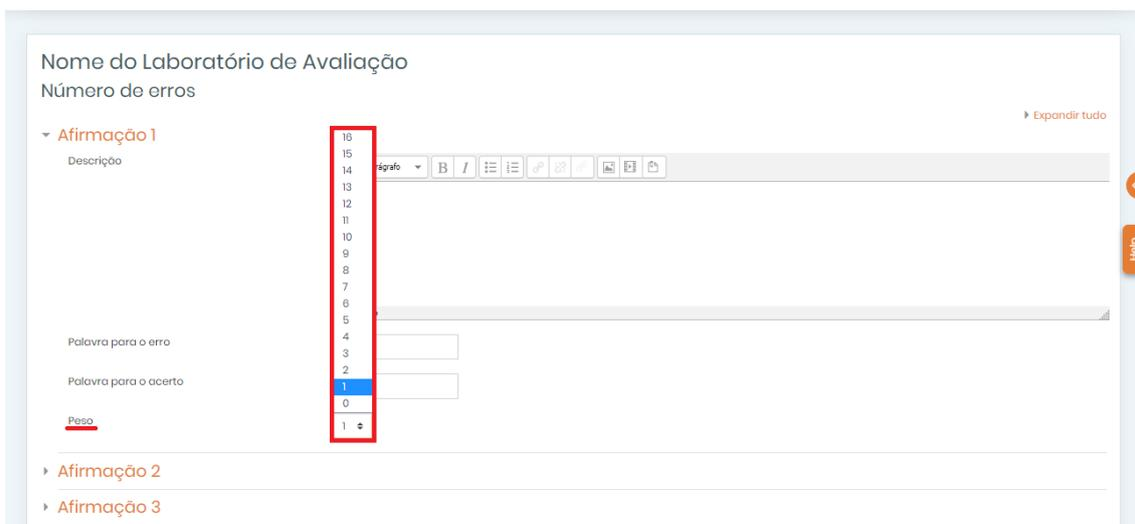 Nome do Laboratório de Avaliação
Número de erros
Expandir tudo
Afirmação 1
Descrição
rágrafo
B I
16
15
14
13
12
11
10
9
8
7
6
5
4
3
2
1
0
Palavra para o erro
Palavra para o acerto
Peso
1
Afirmação 2
Afirmação 3
Help